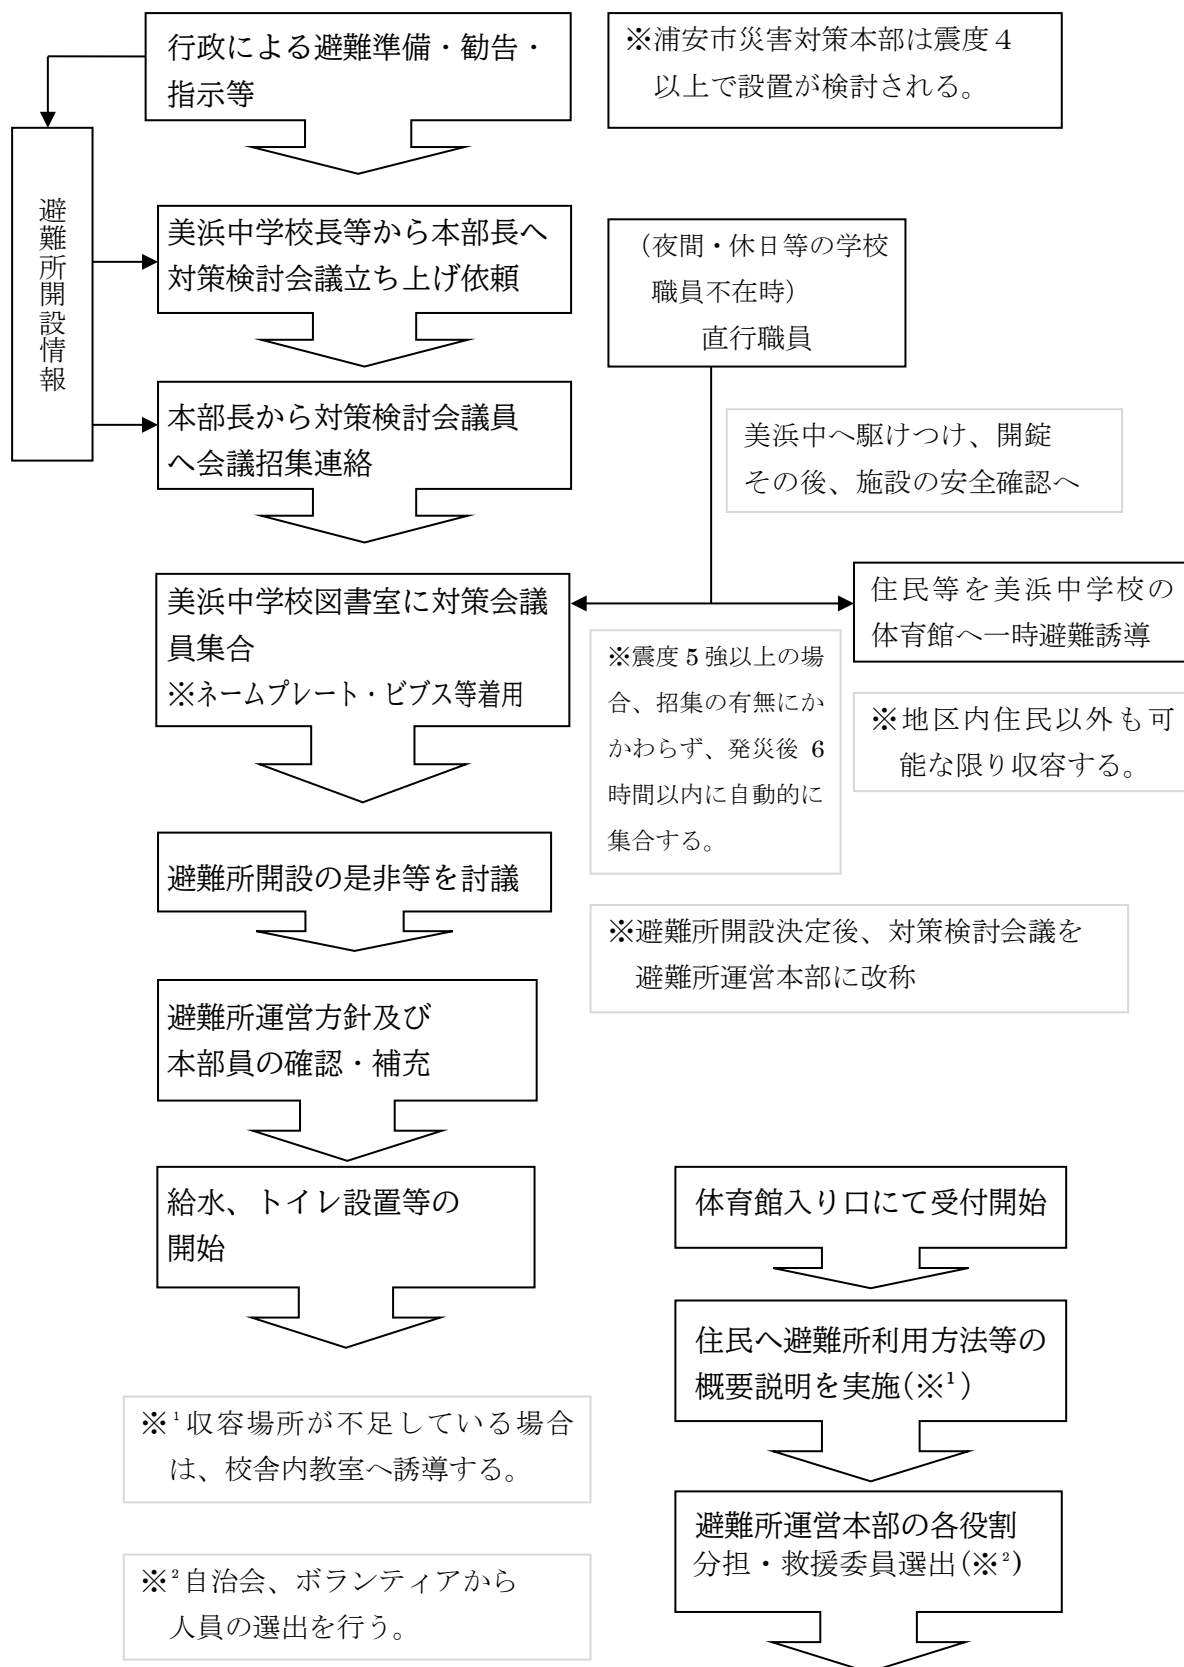 行政による避難準備・勧告・
指示等
※浦安市災害対策本部は震度４
以上で設置が検討される。
避難所開設情報
美浜中学校長等から本部長へ
対策検討会議立ち上げ依頼
（夜間・休日等の学校
職員不在時）
直行職員
本部長から対策検討会議員
へ会議招集連絡
美浜中へ駆けつけ、開錠
その後、施設の安全確認へ
美浜中学校図書室に対策会議
員集合
※ネームプレート・ビブス等着用
住民等を美浜中学校の
体育館へ一時避難誘導
※震度 5 強以上の場
合、招集の有無にか
かわらず、発災後 6
時間以内に自動的に
集合する。
※地区内住民以外も可
能な限り収容する。
避難所開設の是非等を討議
※避難所開設決定後、対策検討会議を
避難所運営本部に改称
避難所運営方針及び
本部員の確認・補充
給水、トイレ設置等の
開始
体育館入り口にて受付開始
住民へ避難所利用方法等の
概要説明を実施(※¹)
※¹収容場所が不足している場合
は、校舎内教室へ誘導する。
避難所運営本部の各役割
分担・救援委員選出(※²)
※²自治会、ボランティアから
人員の選出を行う。